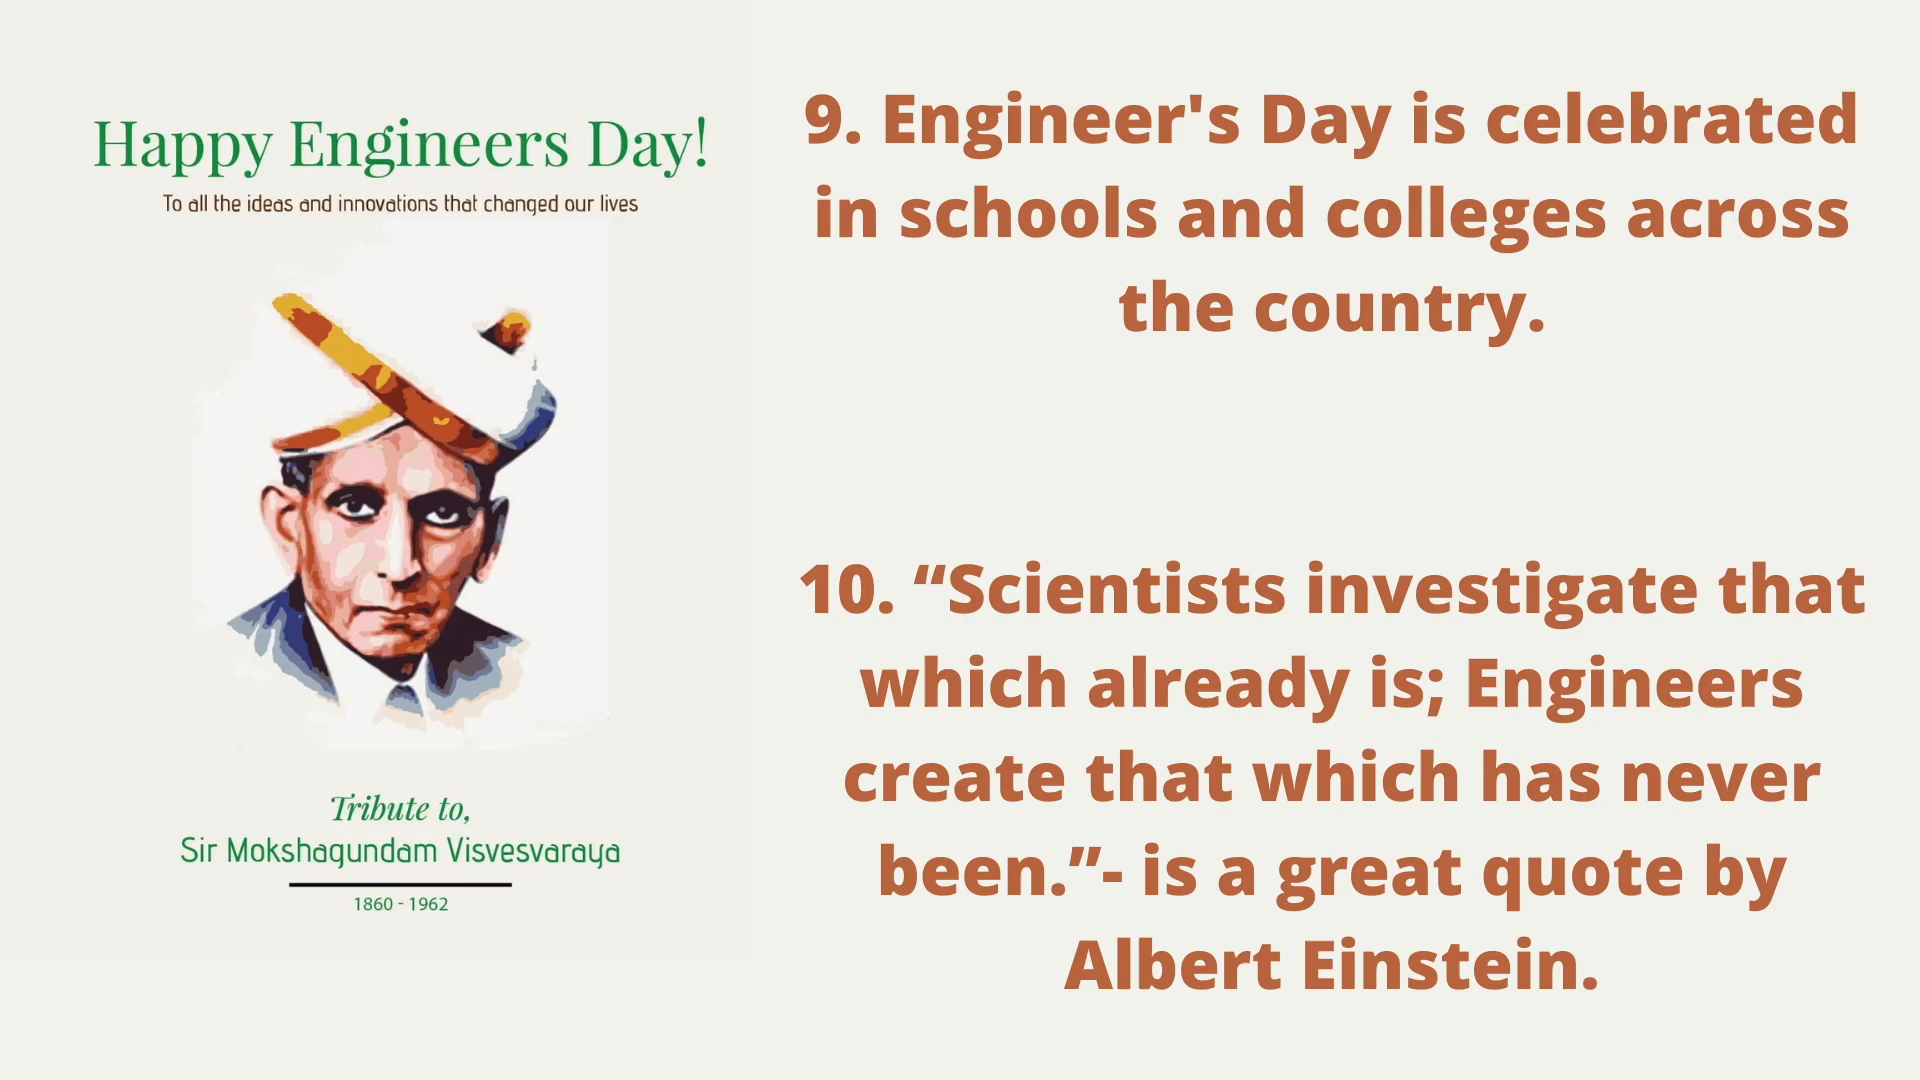 Happy Engineers Day!
To all the ideas and innovations that changed our lives
Tribute to,
Sir Mokshagundam Visvesvaraya
1860 - 1962
9. Engineer's Day is celebrated
in schools and colleges across
the country.
10. “Scientists investigate that
which already is; Engineers
create that which has never
been.”- is a great quote by
Albert Einstein.